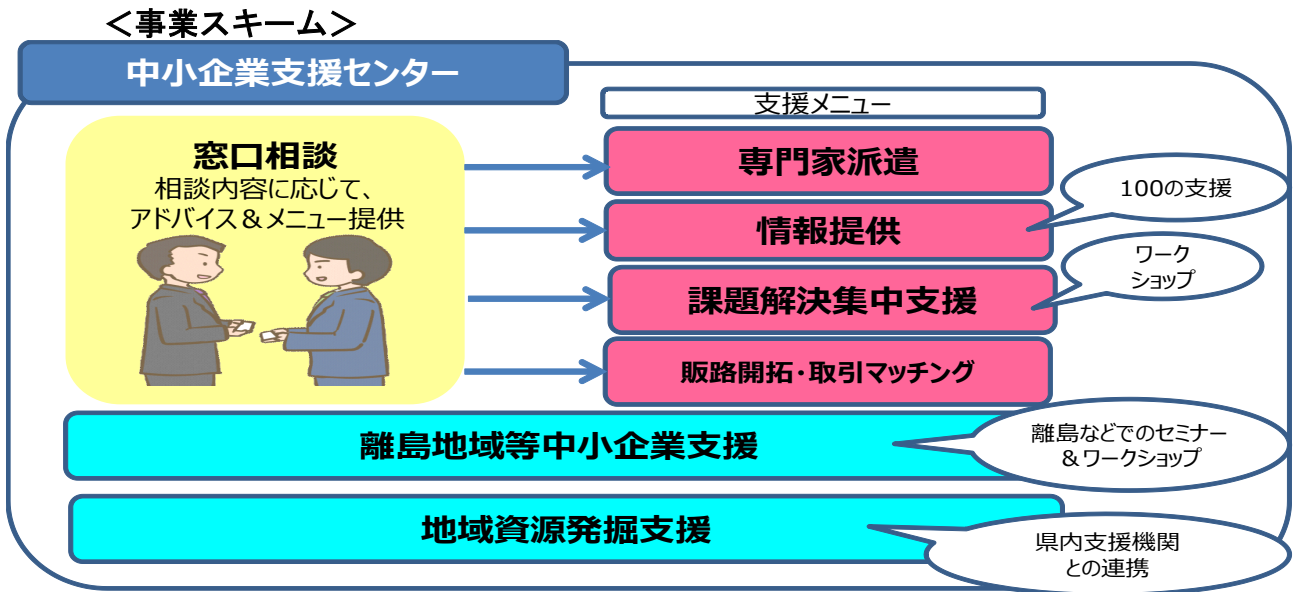 ＜事業スキーム＞
中小企業支援センター
支援メニュー
窓口相談
相談内容に応じて、
アドバイス＆メニュー提供
専門家派遣
情報提供
100の支援
課題解決集中支援
ワーク
ショップ
販路開拓・取引マッチング
離島地域等中小企業支援
離島などでのセミナー
＆ワークショップ
地域資源発掘支援
県内支援機関
との連携